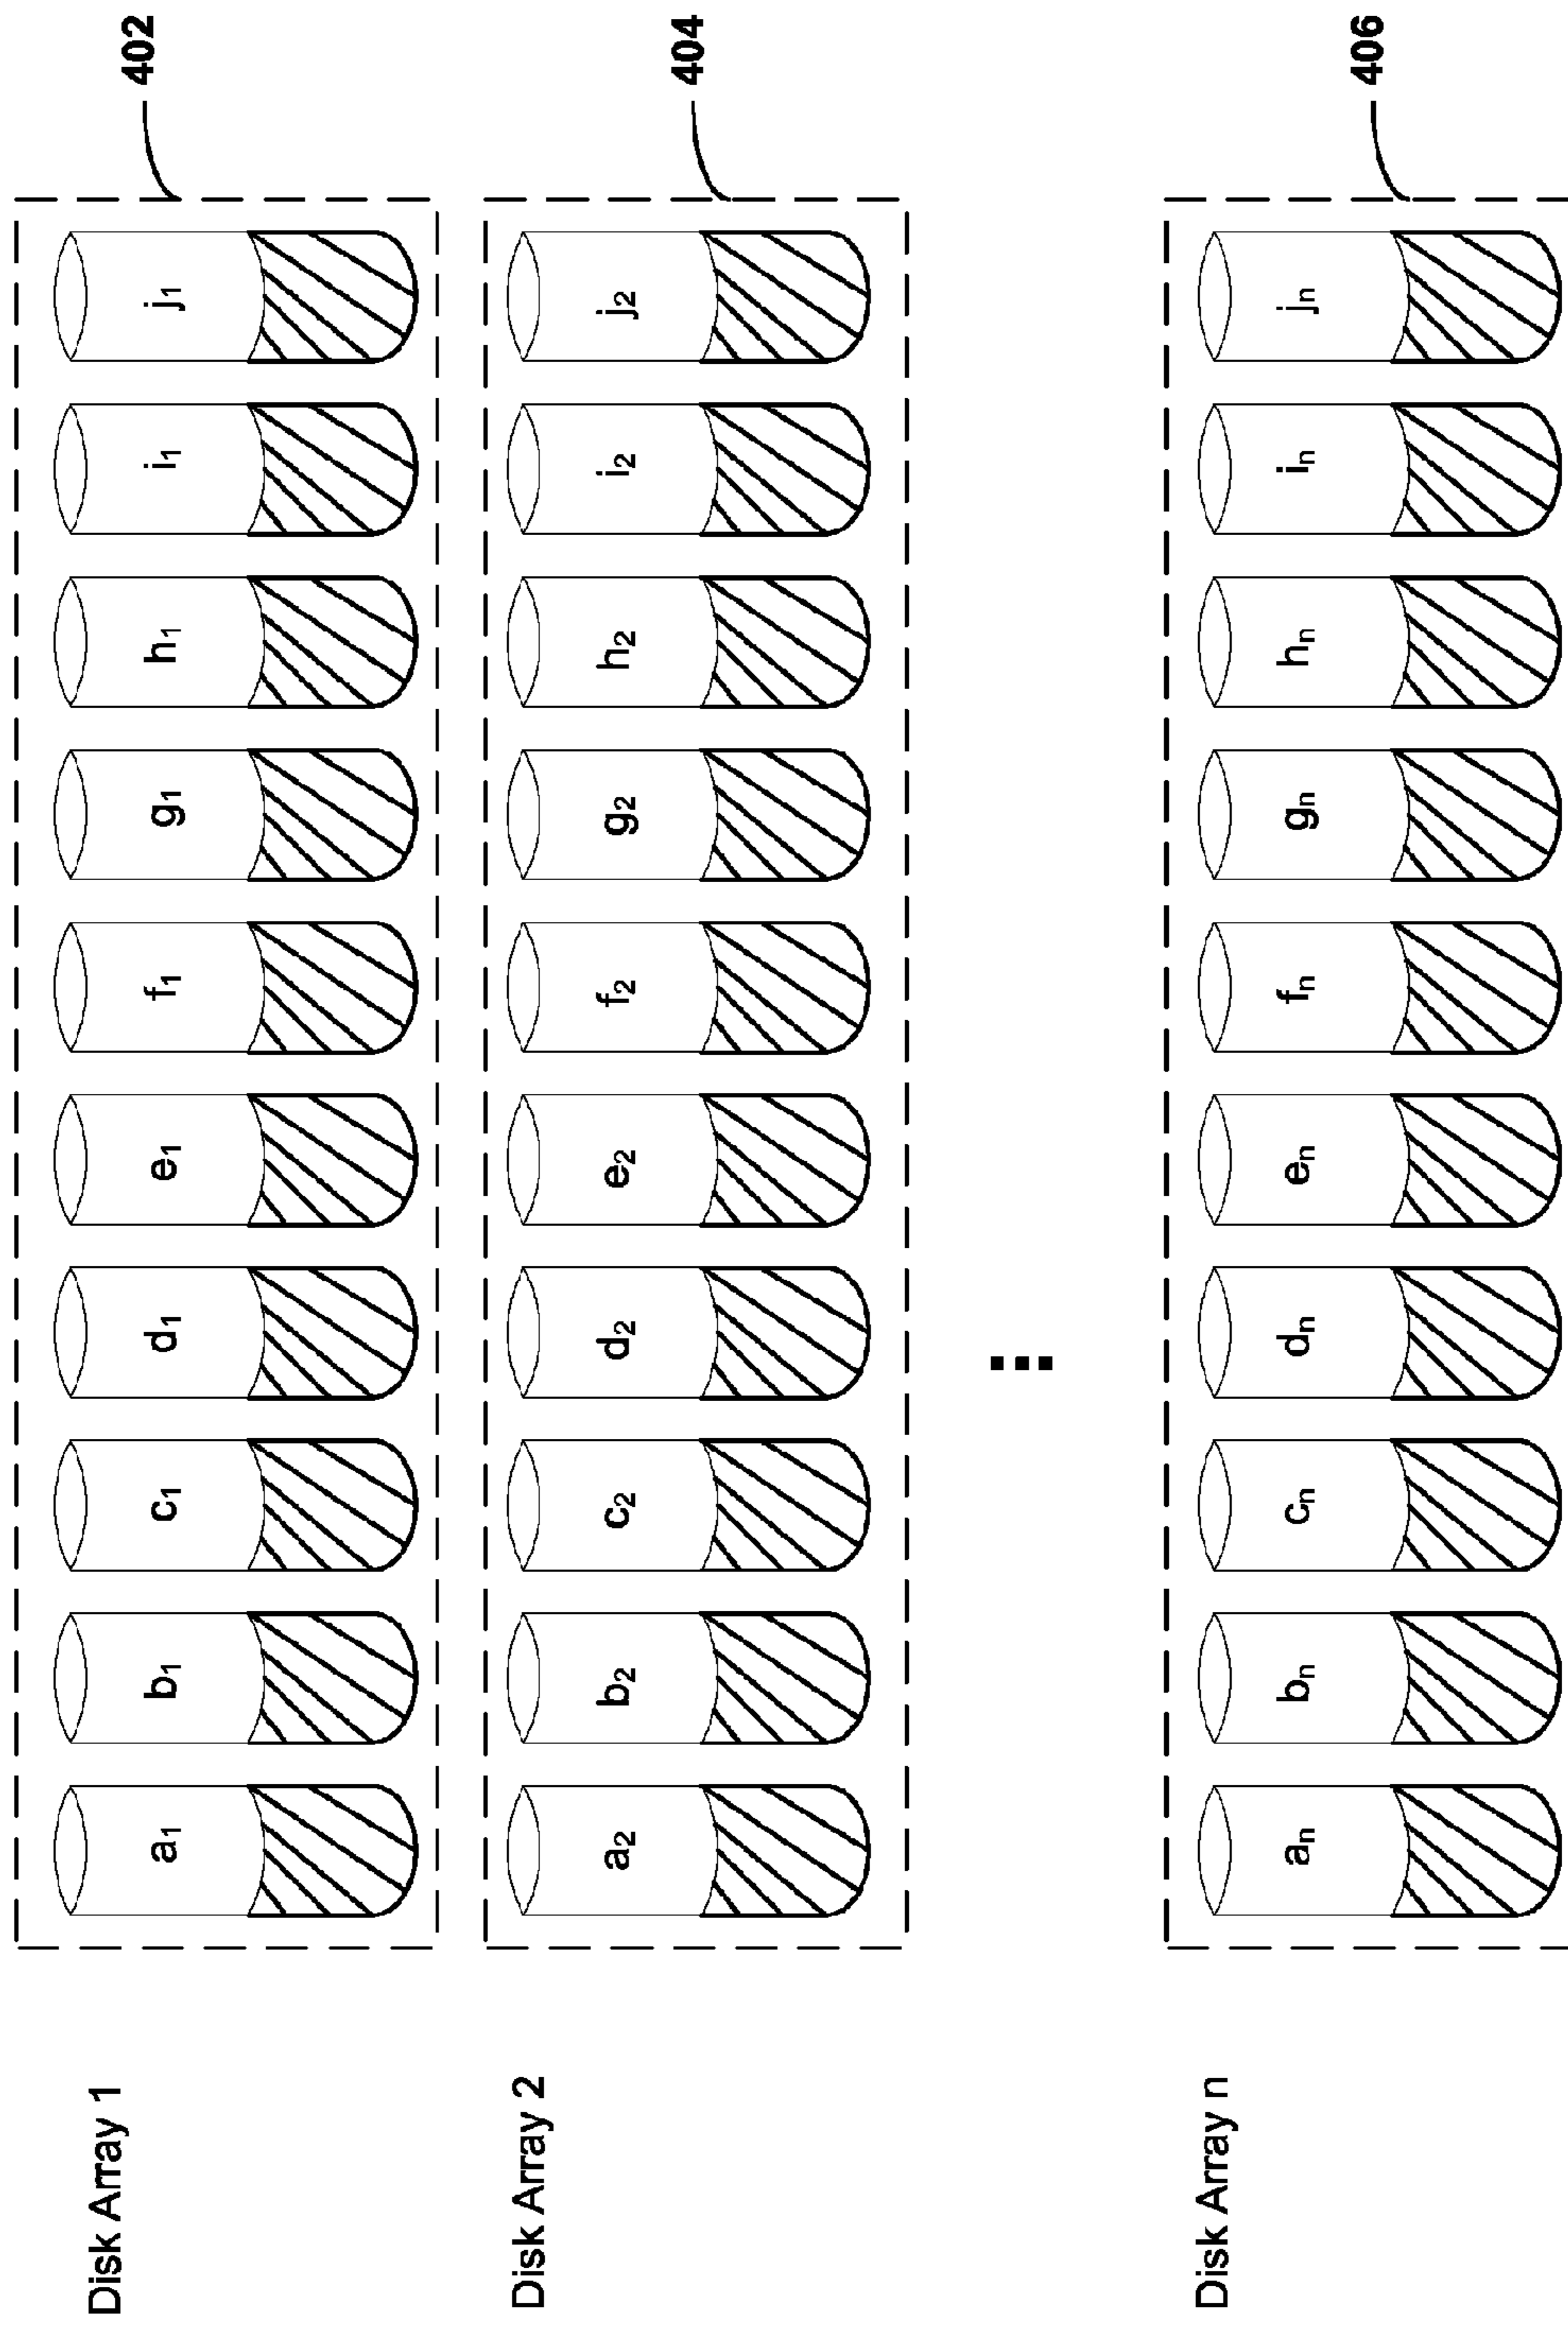 Disk Array 1
a₁ b₁ c₁ d₁ e₁ f₁ g₁ h₁ i₁ j₁
402
Disk Array 2
a₂ b₂ c₂ d₂ e₂ f₂ g₂ h₂ i₂ j₂
404
Disk Array n
aₙ bₙ cₙ dₙ eₙ fₙ gₙ hₙ iₙ jₙ
406